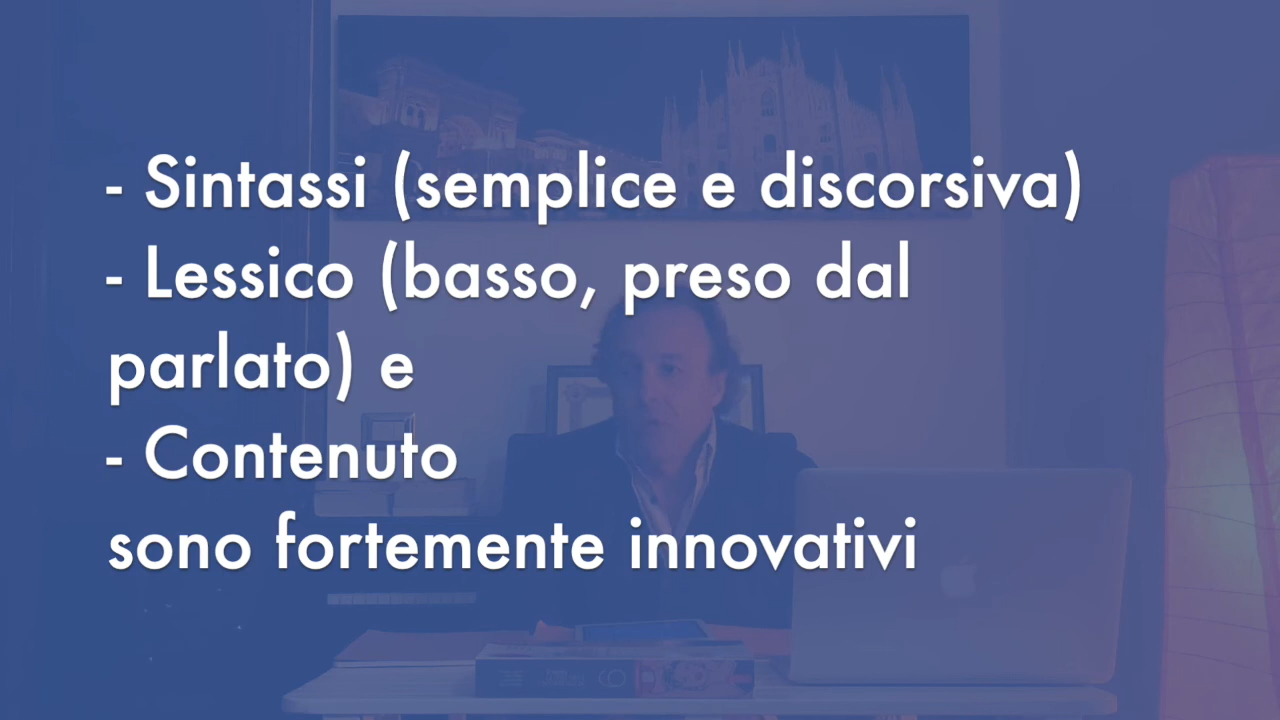 - Sintassi (semplice e discorsiva)
- Lessico (basso, preso dal
parlato) e
- Contenuto
sono fortemente innovativi